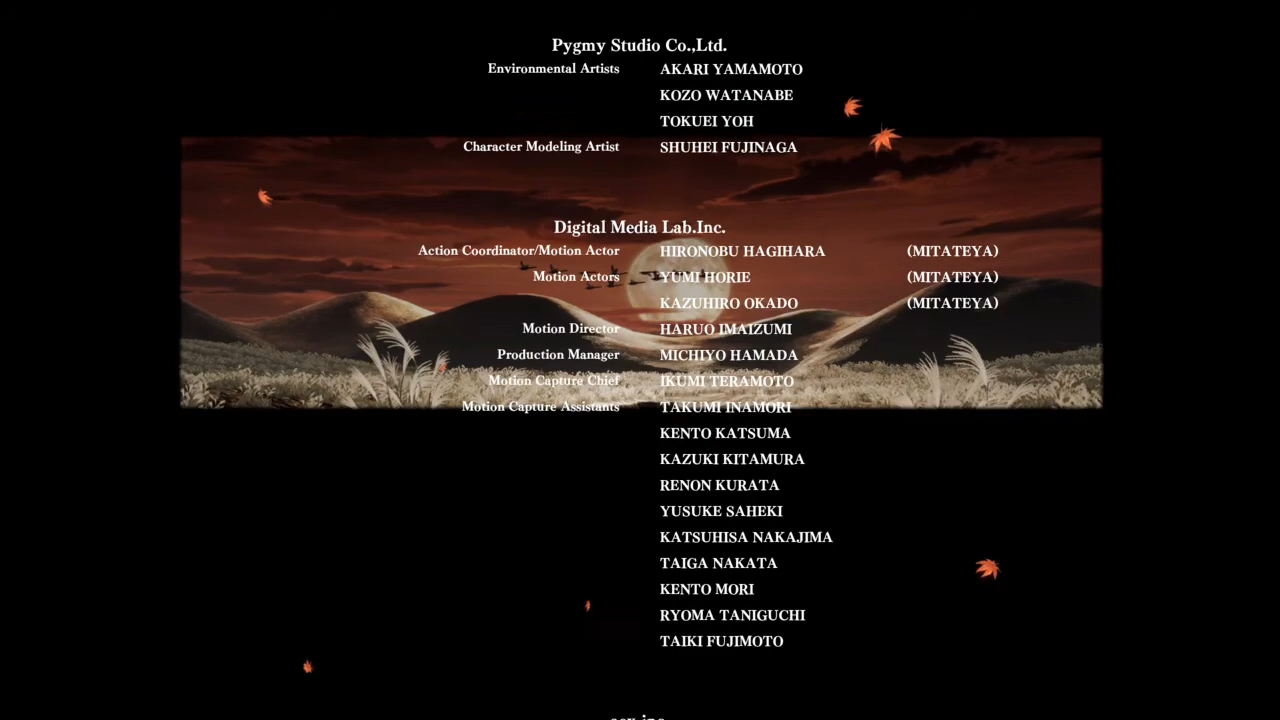 Pygmy Studio Co.,Ltd.
Environmental Artists AKARI YAMAMOTO
KOZO WATANABE
TOKUEI YOH
Character Modeling Artist SHUHEI FUJINAGA
Digital Media Lab.Inc.
Action Coordinator/Motion Actor HIRONOBU HAGIHARA (MITATEYA)
Motion Actors YUMI HORIE (MITATEYA)
KAZUHIRO OKADO (MITATEYA)
Motion Director HARUO IMAIZUMI
Production Manager MICHIYO HAMADA
Motion Capture Chief IKUMI TERAMOTO
Motion Capture Assistants TAKUMI INAMORI
KENTO KATSUMA
KAZUKI KITAMURA
RENON KURATA
YUSUKE SAHEKI
KATSUHISA NAKAJIMA
TAIGA NAKATA
KENTO MORI
RYOMA TANIGUCHI
TAIKI FUJIMOTO